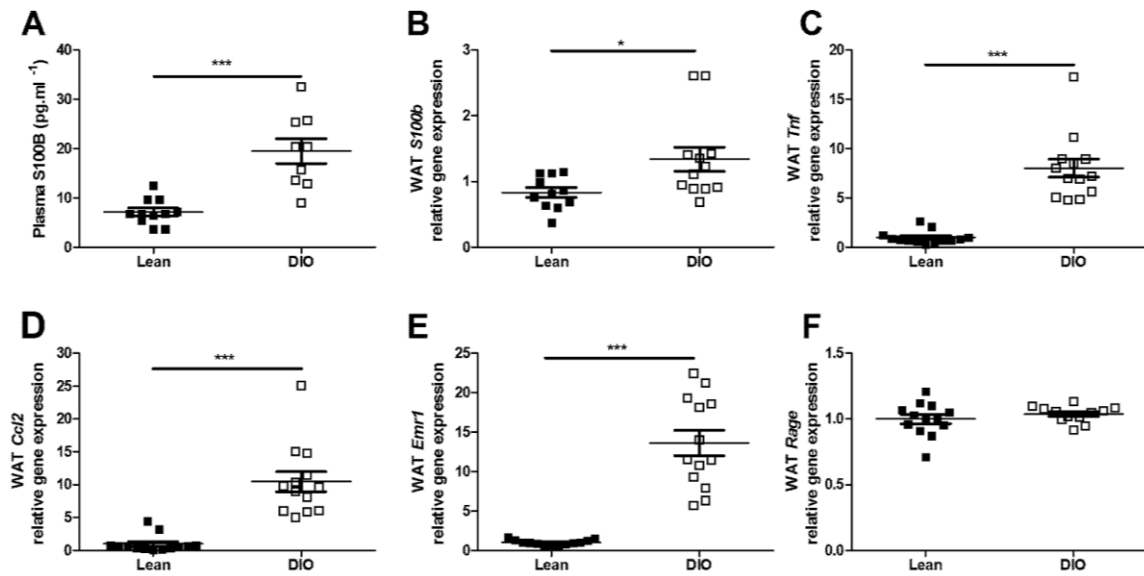 A
Plasma S100B (pg.ml -1)
40
30
20
10
0
***
Lean
DIO
B
WAT S100b
relative gene expression
3
2
1
0
*
Lean
DIO
C
WAT Tnf
relative gene expression
20
15
10
5
0
***
Lean
DIO
D
WAT Ccl2
relative gene expression
30
25
20
15
10
5
0
***
Lean
DIO
E
WAT Emr1
relative gene expression
25
20
15
10
5
0
***
Lean
DIO
F
WAT Rage
relative gene expression
1.5
1.0
0.5
0.0
Lean
DIO